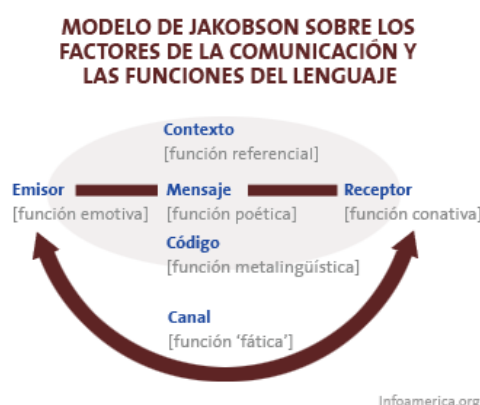 MODELO DE JAKOBSON SOBRE LOS
FACTORES DE LA COMUNICACIÓN Y
LAS FUNCIONES DEL LENGUAJE
Contexto
[función referencial]
Emisor
[función emotiva]
Mensaje
[función poética]
Receptor
[función conativa]
Código
[función metalingüística]
Canal
[función ‘fática’]
Infoamerica.org